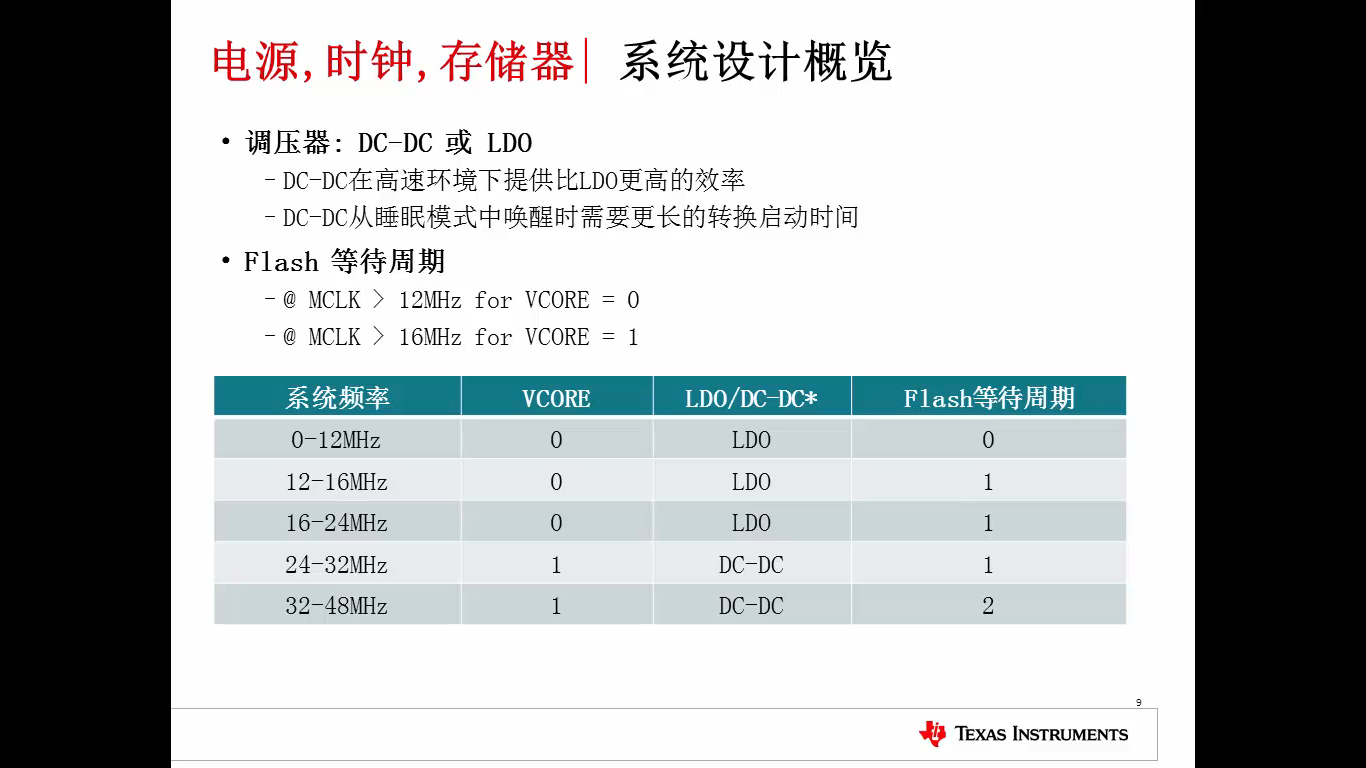 电源,时钟,存储器| 系统设计概览
• 调压器: DC-DC 或 LDO
- DC-DC在高速环境下提供比LDO更高的效率
- DC-DC从睡眠模式中唤醒时需要更长的转换启动时间
• Flash 等待周期
- @ MCLK > 12MHz for VCORE = 0
- @ MCLK > 16MHz for VCORE = 1
系统频率 VCORE LDO/DC-DC* Flash等待周期
0-12MHz 0 LDO 0
12-16MHz 0 LDO 1
16-24MHz 0 LDO 1
24-32MHz 1 DC-DC 1
32-48MHz 1 DC-DC 2
9
TEXAS INSTRUMENTS